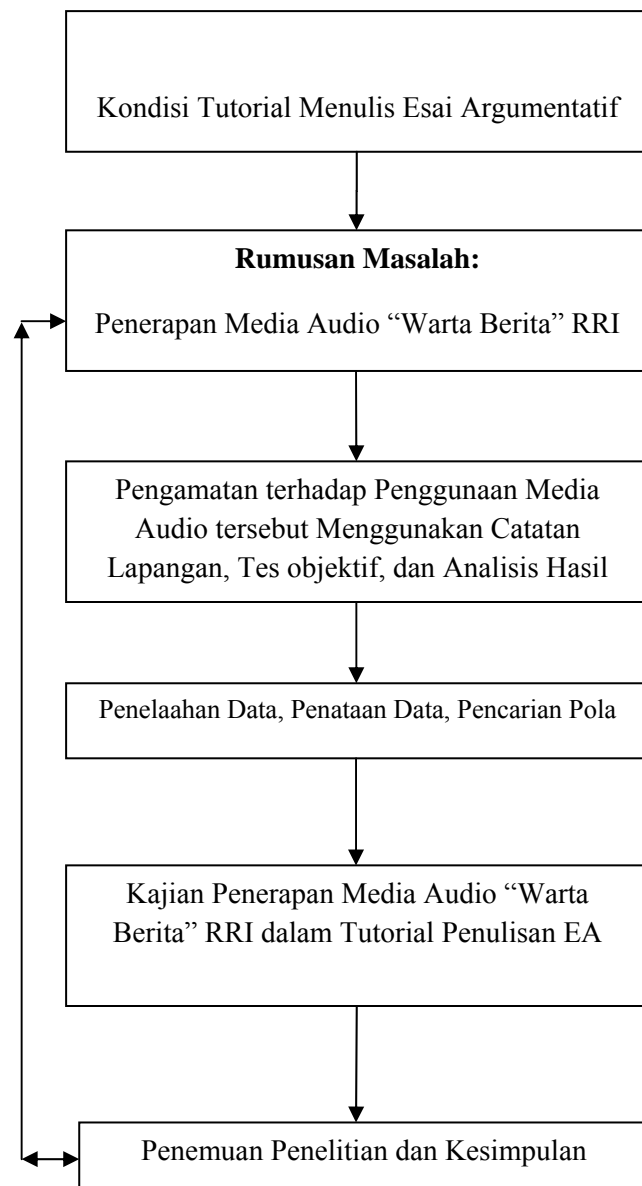 Kondisi Tutorial Menulis Esai Argumentatif
Rumusan Masalah:
Penerapan Media Audio “Warta Berita” RRI
Pengamatan terhadap Penggunaan Media
Audio tersebut Menggunakan Catatan
Lapangan, Tes objektif, dan Analisis Hasil
Penelaahan Data, Penataan Data, Pencarian Pola
Kajian Penerapan Media Audio “Warta
Berita” RRI dalam Tutorial Penulisan EA
Penemuan Penelitian dan Kesimpulan